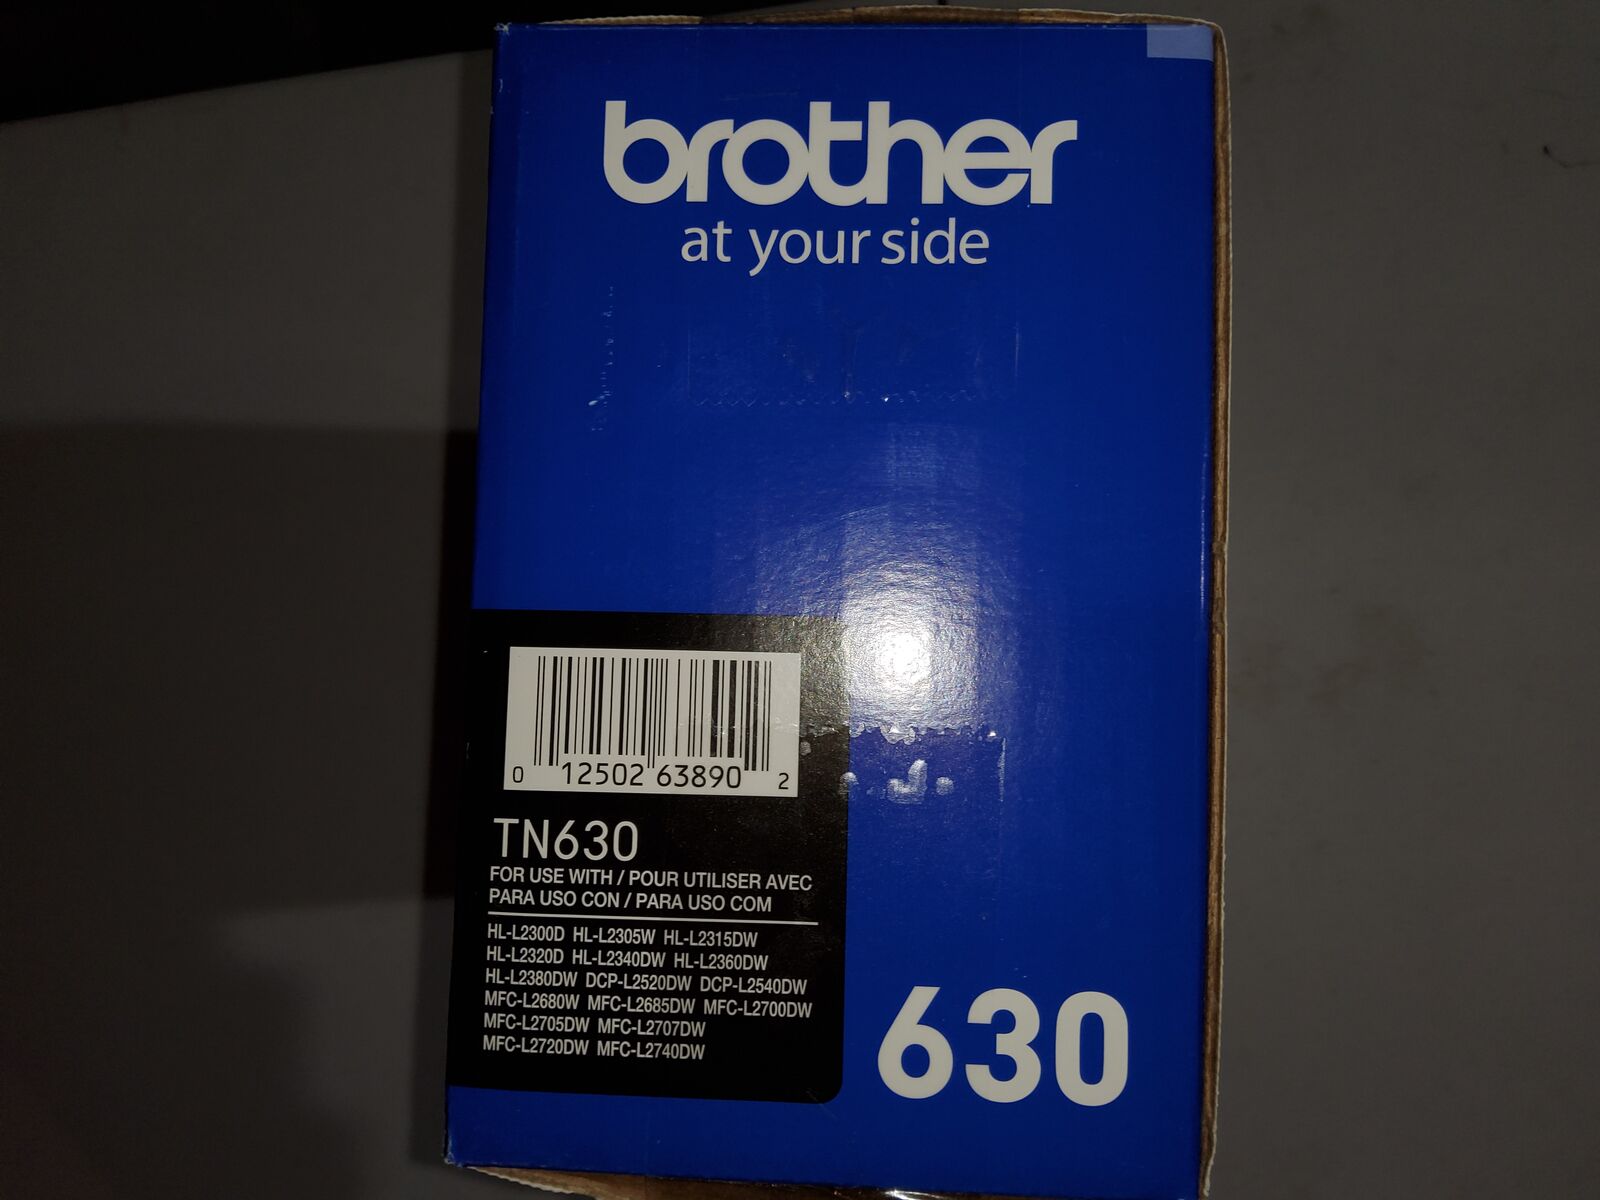 brother
at your side
0 12502 63890 2
TN630
FOR USE WITH / POUR UTILISER AVEC
PARA USO CON / PARA USO COM
HL-L2300D HL-L2305W HL-L2315DW
HL-L2320D HL-L2340DW HL-L2360DW
HL-L2380DW DCP-L2520DW DCP-L2540DW
MFC-L2680W MFC-L2685DW MFC-L2700DW
MFC-L2705DW MFC-L2707DW
MFC-L2720DW MFC-L2740DW
630